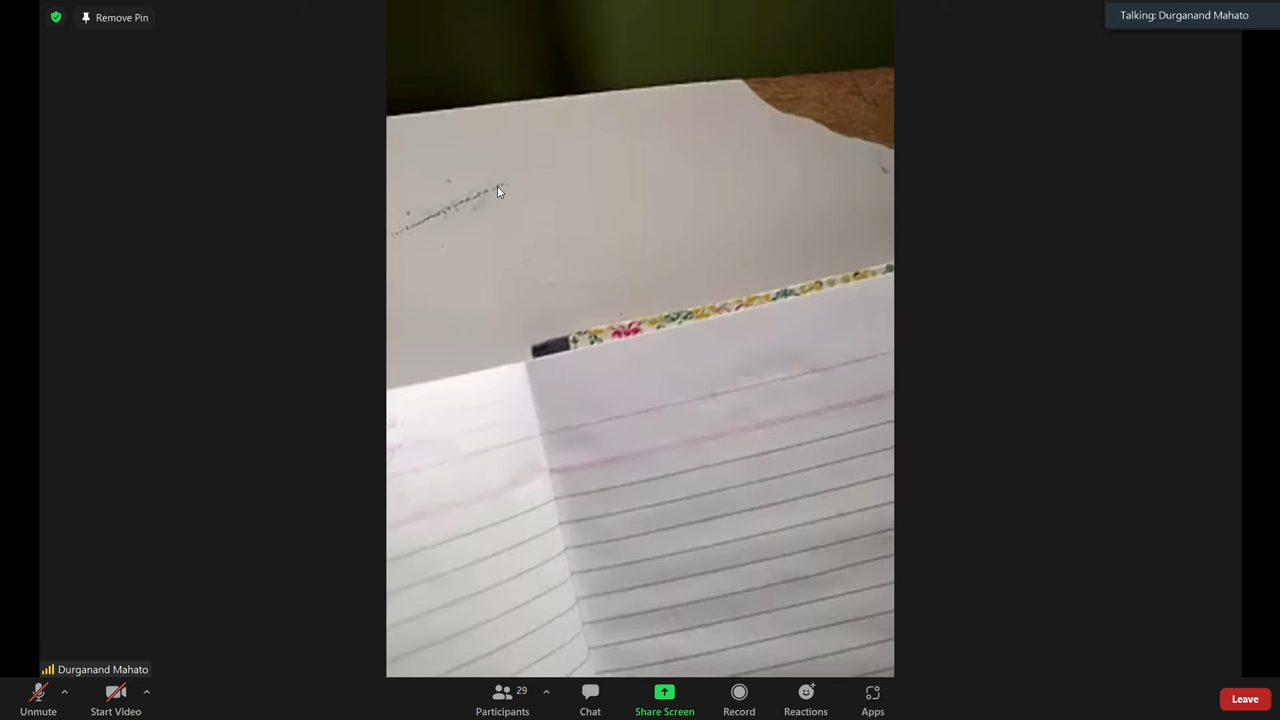 Remove Pin
Talking: Durganand Mahato
Durganand Mahato
29
Unmute
Start Video
Participants
Chat
Share Screen
Record
Reactions
Apps
Leave